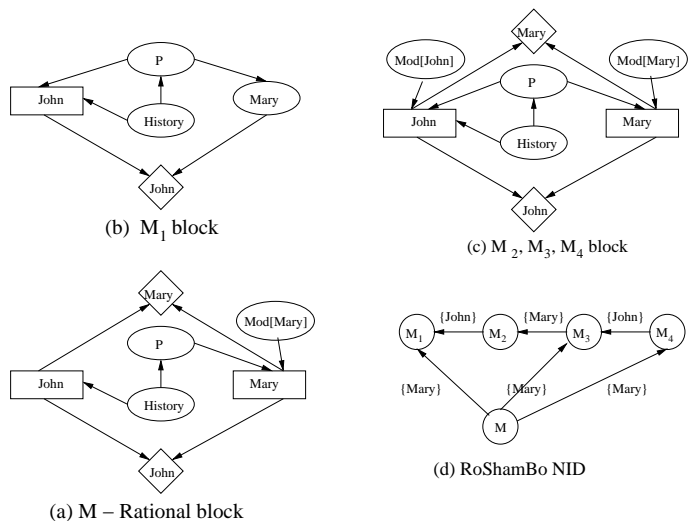 P
John
Mary
History
John
(b) M1 block
Mary
Mod[John]
Mod[Mary]
P
John
Mary
History
John
(c) M2, M3, M4 block
Mary
Mod[Mary]
P
John
Mary
History
John
(a) M – Rational block
{John}
{Mary}
{John}
M1
M2
M3
M4
{Mary}
{Mary}
{Mary}
M
(d) RoShamBo NID